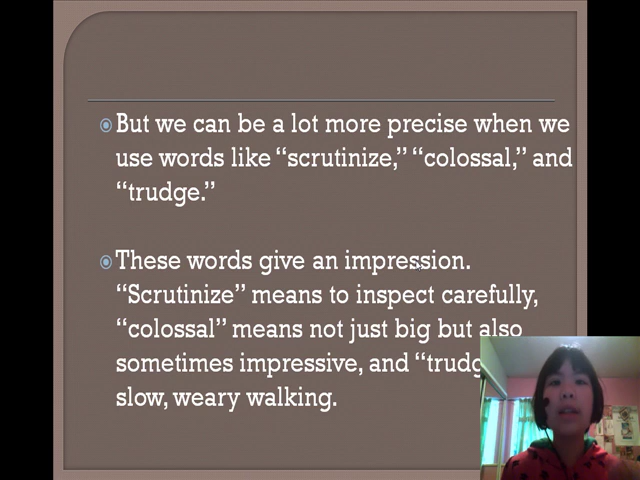 But we can be a lot more precise when we
use words like “scrutinize,” “colossal,” and
“trudge.”
These words give an impression.
“Scrutinize” means to inspect carefully,
“colossal” means not just big but also
sometimes impressive, and “trudg
slow, weary walking.